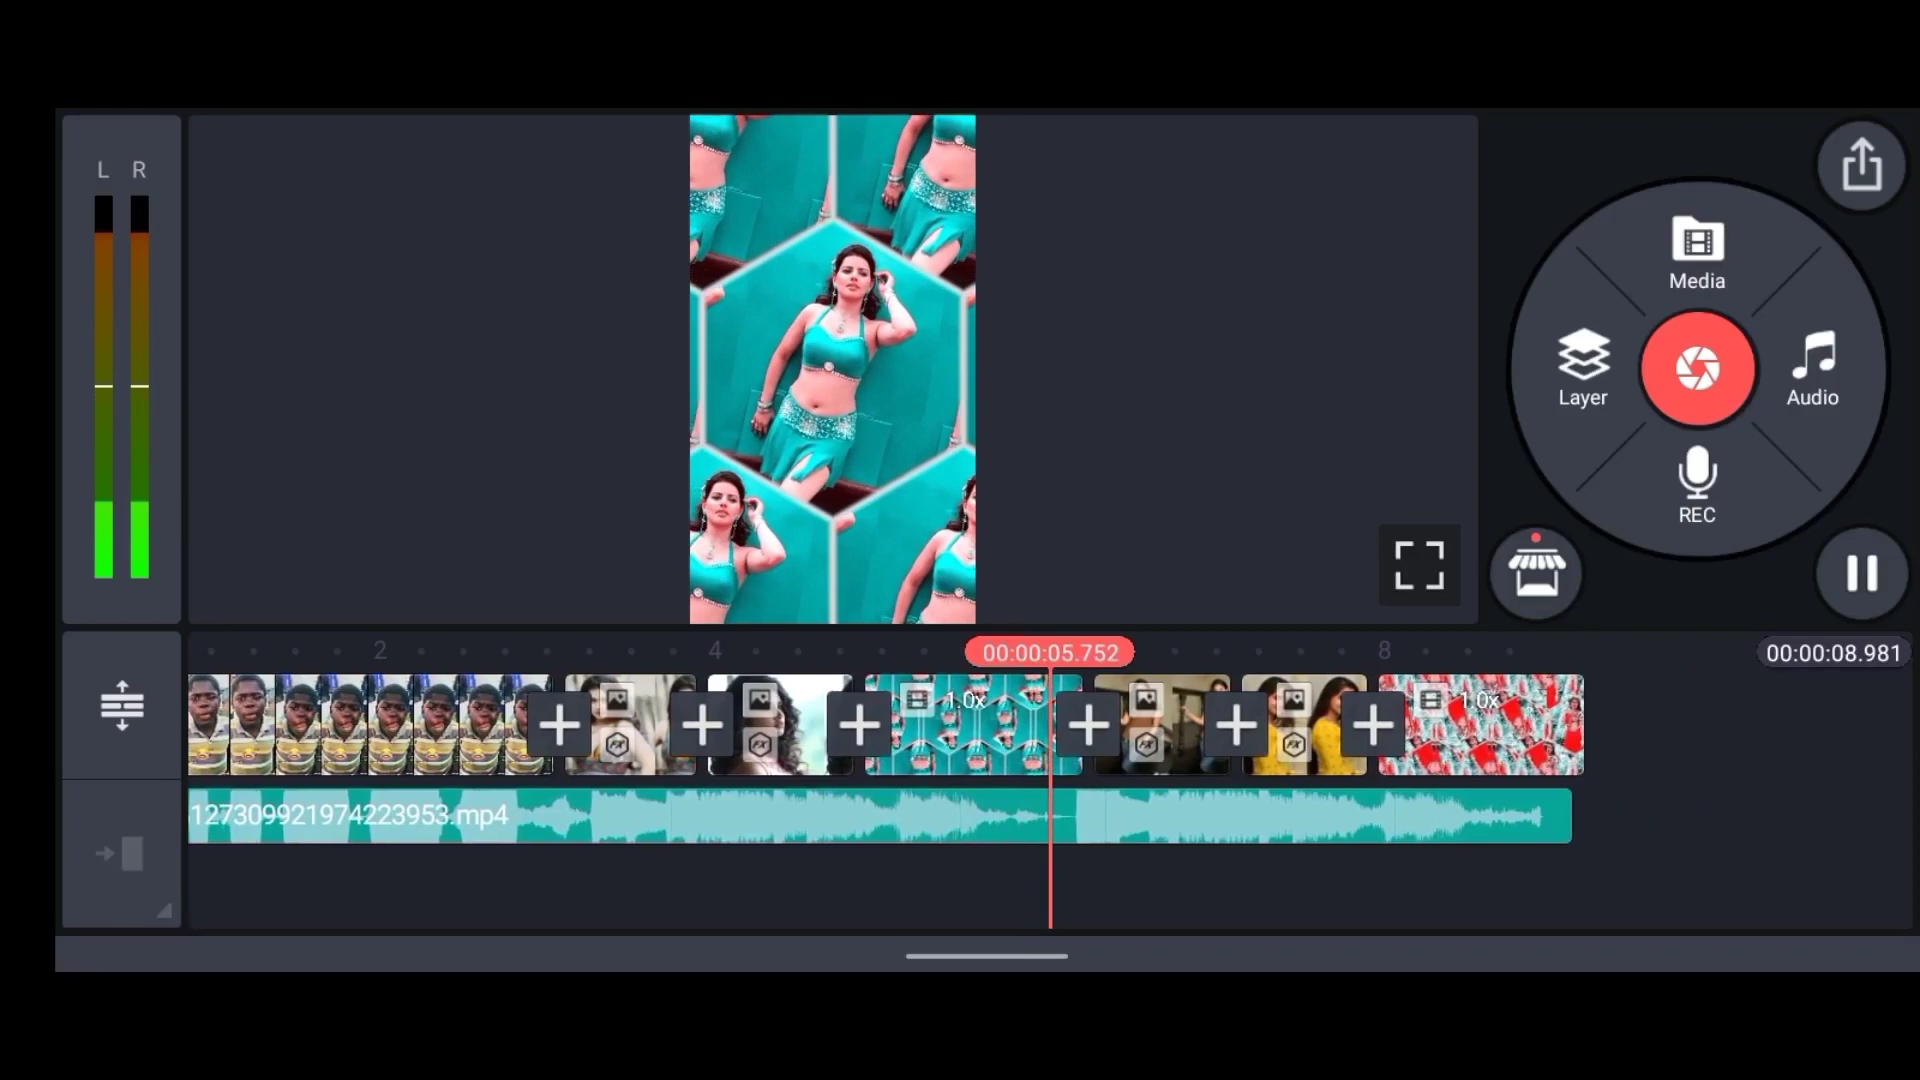 L R
Media
Layer
Audio
REC
2
4
00:00:05.752
8
00:00:08.981
1.0x
1.0x
127309921974223953.mp4